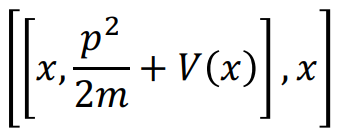 [[x, p²/2m + V(x)], x]